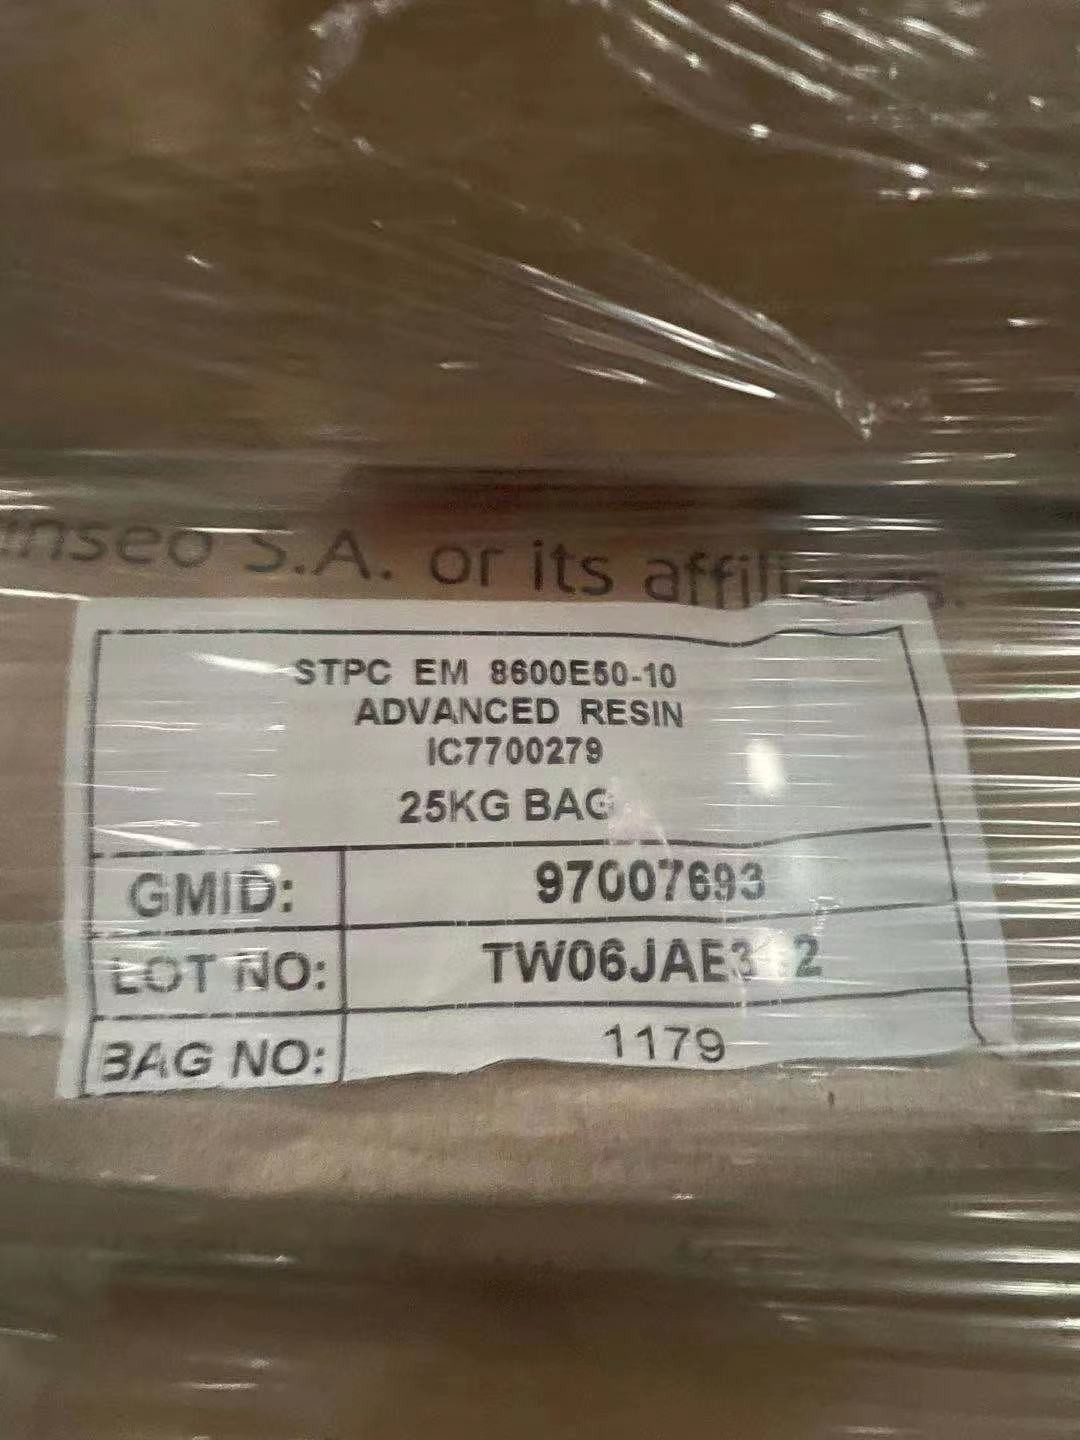 S.A. or its
STPC EM 8600E50-10
ADVANCED RESIN
IC7700279
25KG BAG
GMID: 97007693
LOT NO:
BAG NO: 1179